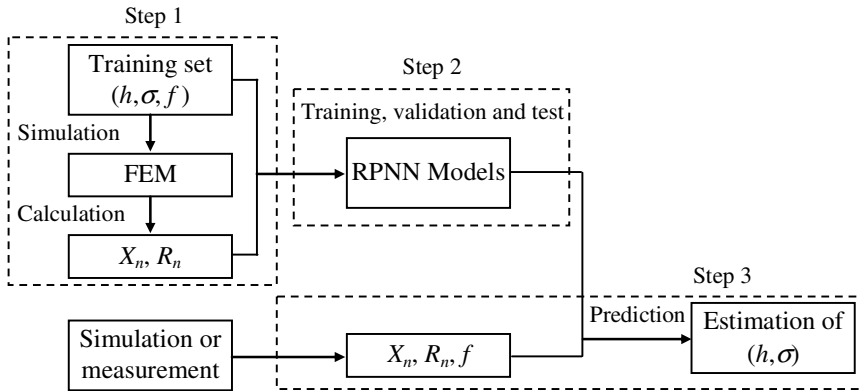 Step 1
Training set
(h,σ,f)
Simulation
FEM
Calculation
Xₙ, Rₙ
Step 2
Training, validation and test
RPNN Models
Step 3
Simulation or
measurement
Xₙ, Rₙ, f
Prediction
Estimation of
(h,σ)